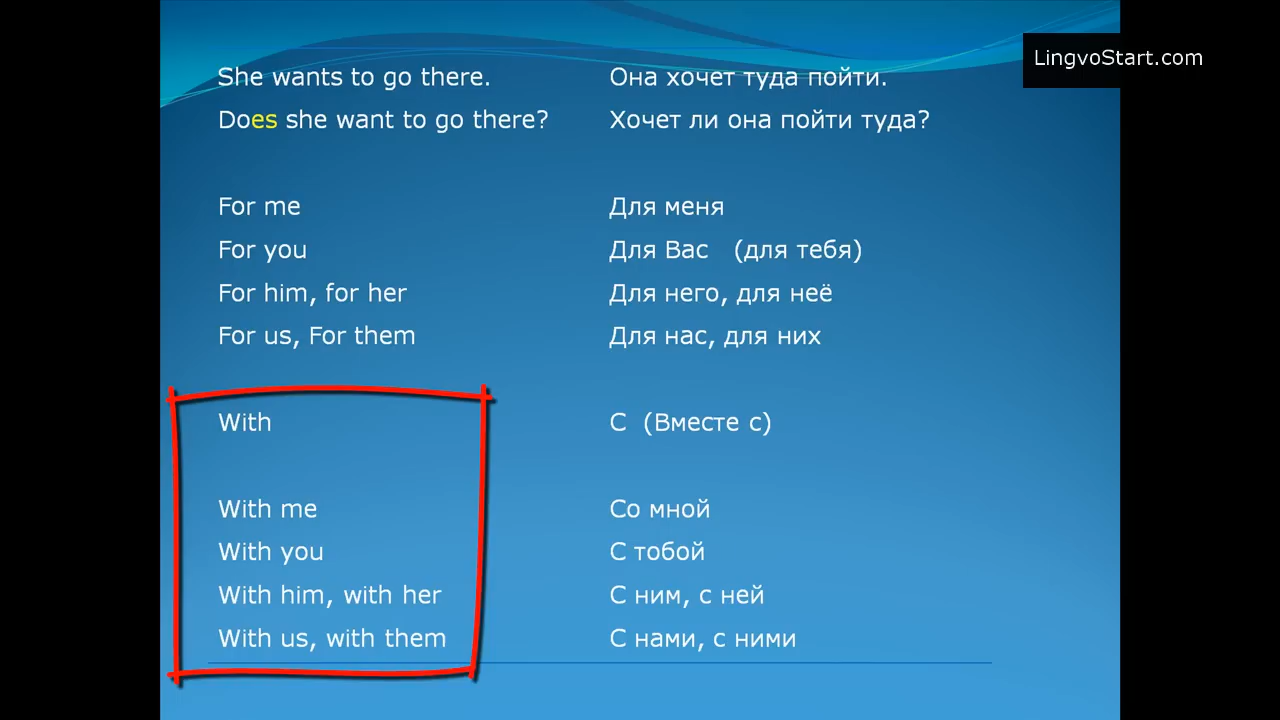 LingvoStart.com
She wants to go there. Она хочет туда пойти.
Does she want to go there? Хочет ли она пойти туда?
For me Для меня
For you Для Вас (для тебя)
For him, for her Для него, для неё
For us, For them Для нас, для них
With С (Вместе с)
With me Со мной
With you С тобой
With him, with her С ним, с ней
With us, with them С нами, с ними